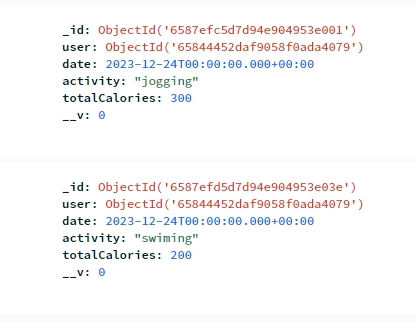 _id: ObjectId('6587efc5d7d94e904953e001')
user: ObjectId('65844452daf9058f0ada4079')
date: 2023-12-24T00:00:00.000+00:00
activity: "jogging"
totalCalories: 300
__v: 0
_id: ObjectId('6587efd5d7d94e904953e03e')
user: ObjectId('65844452daf9058f0ada4079')
date: 2023-12-24T00:00:00.000+00:00
activity: "swiming"
totalCalories: 200
__v: 0